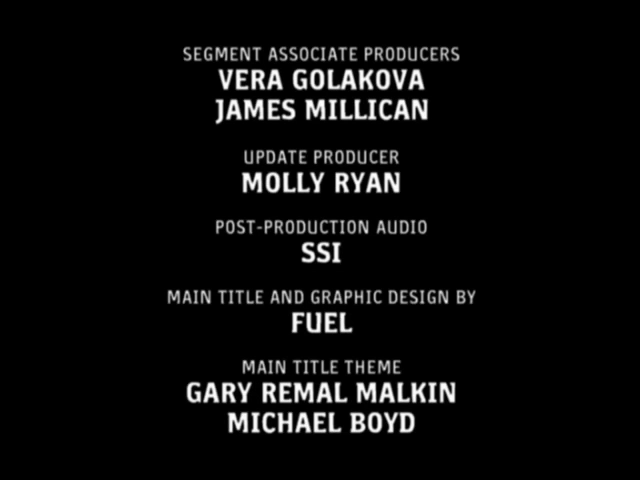 SEGMENT ASSOCIATE PRODUCERS
VERA GOLAKOVA
JAMES MILLICAN
UPDATE PRODUCER
MOLLY RYAN
POST-PRODUCTION AUDIO
SSI
MAIN TITLE AND GRAPHIC DESIGN BY
FUEL
MAIN TITLE THEME
GARY REMAL MALKIN
MICHAEL BOYD